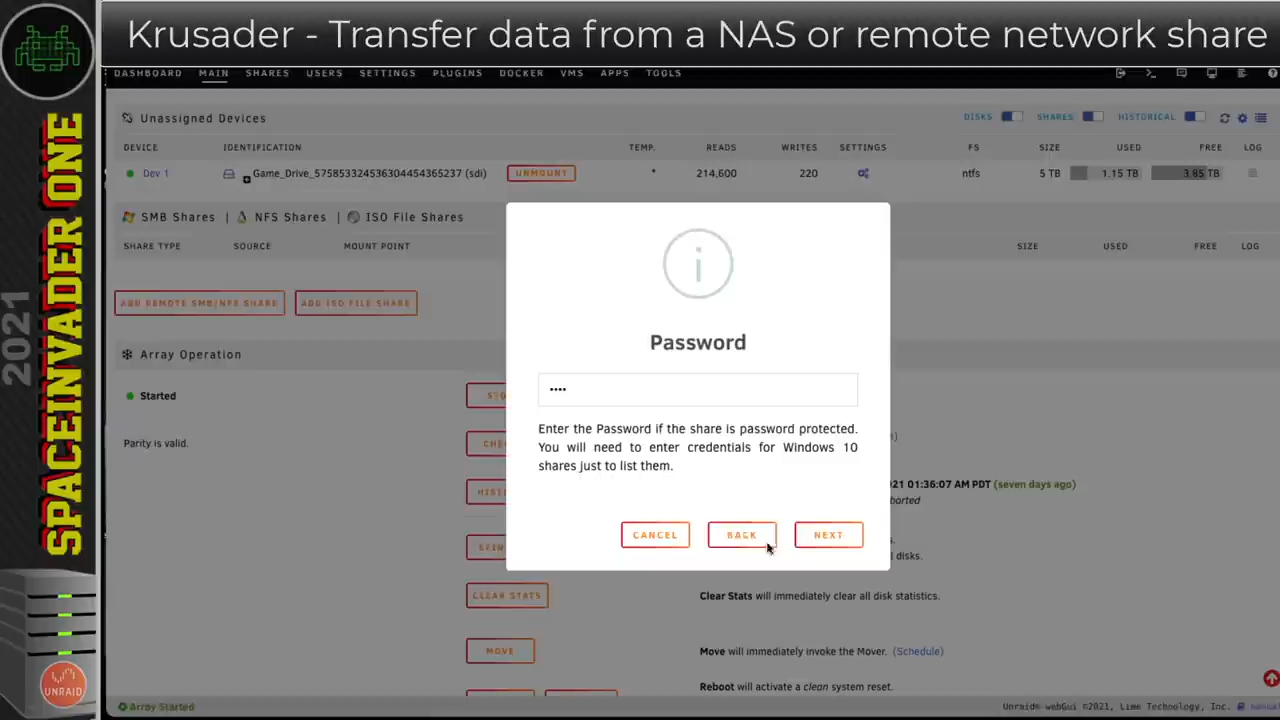 Krusader - Transfer data from a NAS or remote network share
DASHBOARD MAIN SHARES USERS SETTINGS PLUGINS DOCKER VMS APPS TOOLS
Unassigned Devices DISKS SHARES HISTORICAL
DEVICE IDENTIFICATION TEMP. READS WRITES SETTINGS FS SIZE USED FREE LOG
Dev 1 Game_Drive_575853324536304454365237 (sdi) UNMOUNT * 214,600 220 ntfs 5 TB 1.15 TB 3.85 TB
SMB Shares | NFS Shares | ISO File Shares
SHARE TYPE SOURCE MOUNT POINT SIZE USED FREE LOG
ADD REMOTE SMB/NFS SHARE ADD ISO FILE SHARE
Password
••••
Enter the Password if the share is password protected.
You will need to enter credentials for Windows 10
shares just to list them.
CANCEL BACK NEXT
Array Operation
Started
Parity is valid.
21 01:36:07 AM PDT (seven days ago)
disks.
CLEAR STATS Clear Stats will immediately clear all disk statistics.
MOVE Move will immediately invoke the Mover. (Schedule)
Reboot will activate a clean system reset.
Array Started Unraid® webGui ©2021, Lime Technology, Inc.
2021
SPACEINVADER ONE
UNRAID